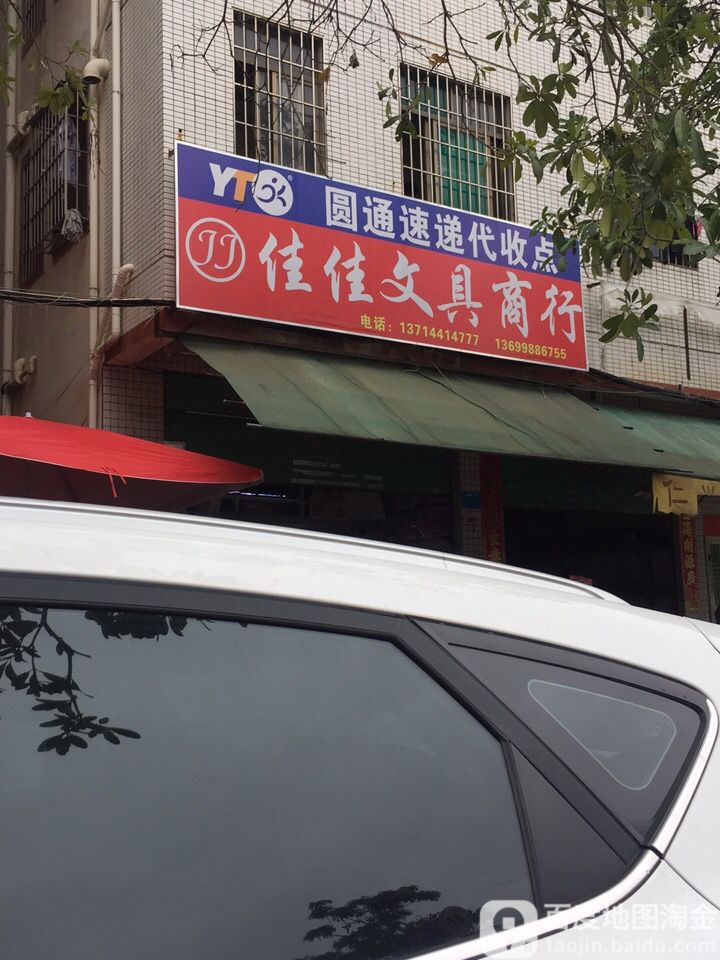 YTO 圆通速递代收点
JJ 佳佳文具商行
电话：13714414777 13699886755
百度地图淘金
taojin.baidu.com